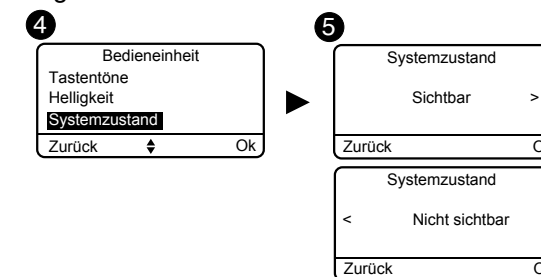 4
Bedieneinheit
Tastentöne
Helligkeit
Systemzustand
Zurück Ok
5
Systemzustand
Sichtbar >
Zurück
Systemzustand
< Nicht sichtbar
Zurück